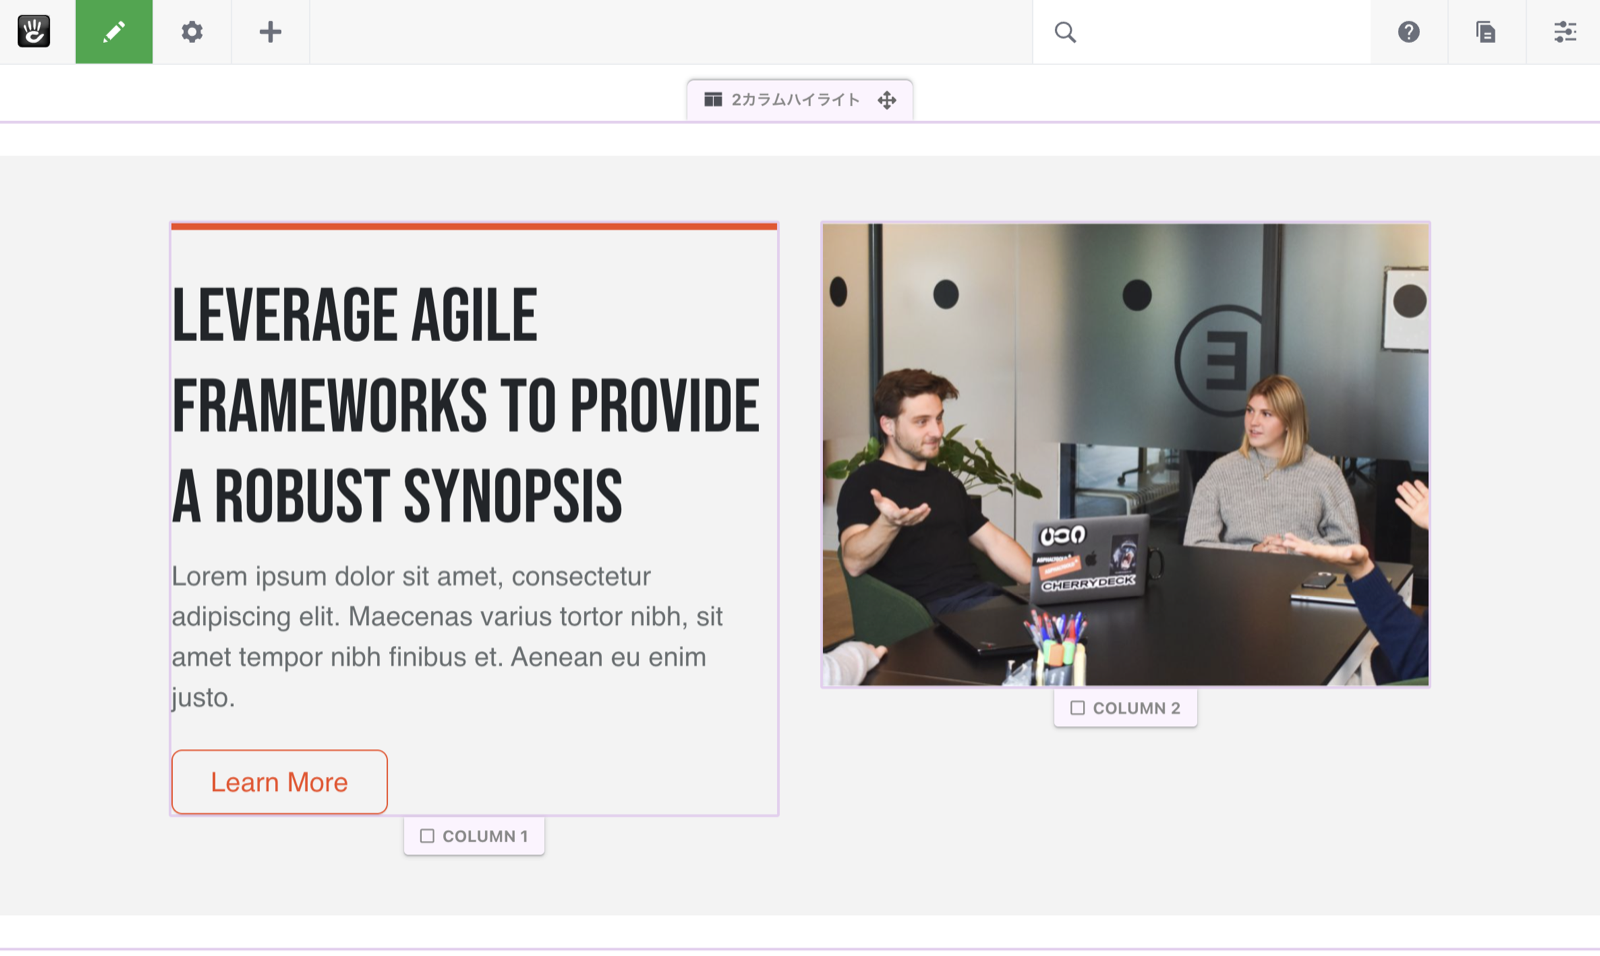 2カラムハイライト
LEVERAGE AGILE
FRAMEWORKS TO PROVIDE
A ROBUST SYNOPSIS
Lorem ipsum dolor sit amet, consectetur
adipiscing elit. Maecenas varius tortor nibh, sit
amet tempor nibh finibus et. Aenean eu enim
justo.
Learn More
COLUMN 1
CHERRYDECK
COLUMN 2